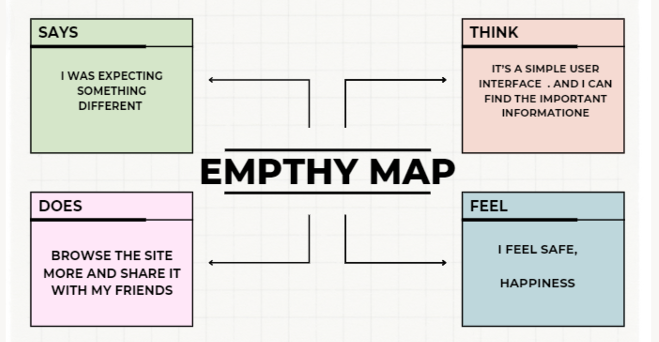 SAYS
I WAS EXPECTING
SOMETHING
DIFFERENT
THINK
IT'S A SIMPLE USER
INTERFACE . AND I CAN
FIND THE IMPORTANT
INFORMATIONE
EMPTHY MAP
DOES
BROWSE THE SITE
MORE AND SHARE IT
WITH MY FRIENDS
FEEL
I FEEL SAFE,
HAPPINESS